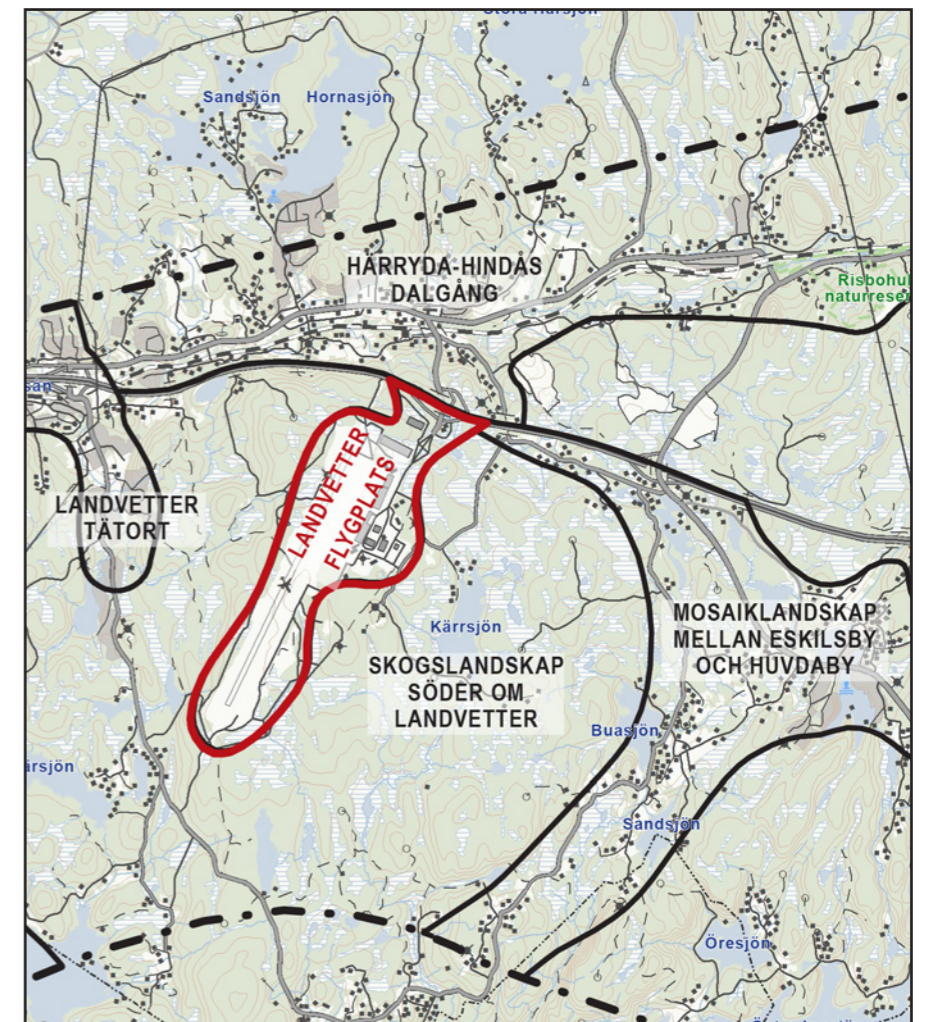 Sandsjön
Hornasjön
HÄRRYDA-HINDÅS
DALGÅNG
naturreser
LANDVETTER
FLYGPLATS
LANDVETTER
TÄTORT
Kärrsjön
SKOGSLANDSKAP
SÖDER OM
LANDVETTER
MOSAIKLANDSKAP
MELLAN ESKILSBY
OCH HUVDABY
Buasjön
ärsjön
Sandsjön
Öresjön